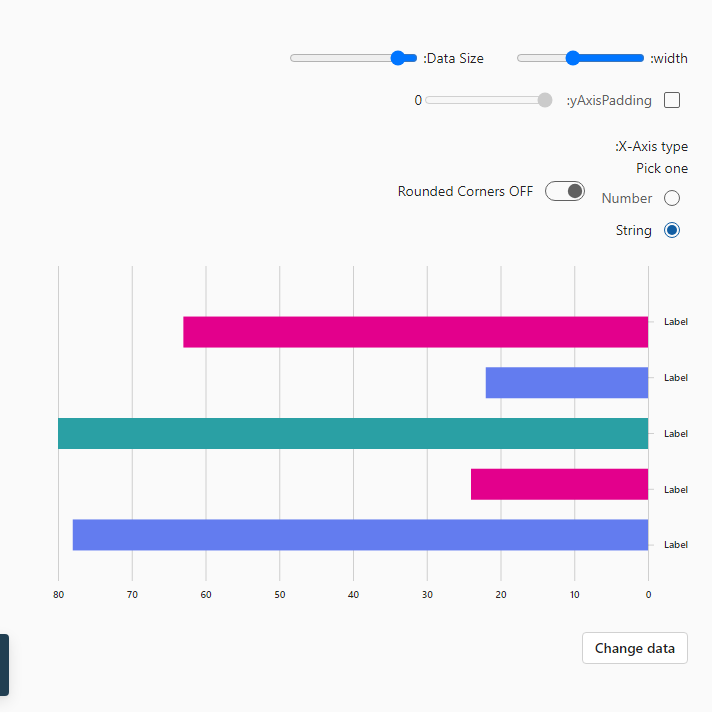 :width
:Data Size
:yAxisPadding
0
:X-Axis type
Pick one
Number
String
Rounded Corners OFF
Label
Label
Label
Label
Label
80 70 60 50 40 30 20 10 0
Change data